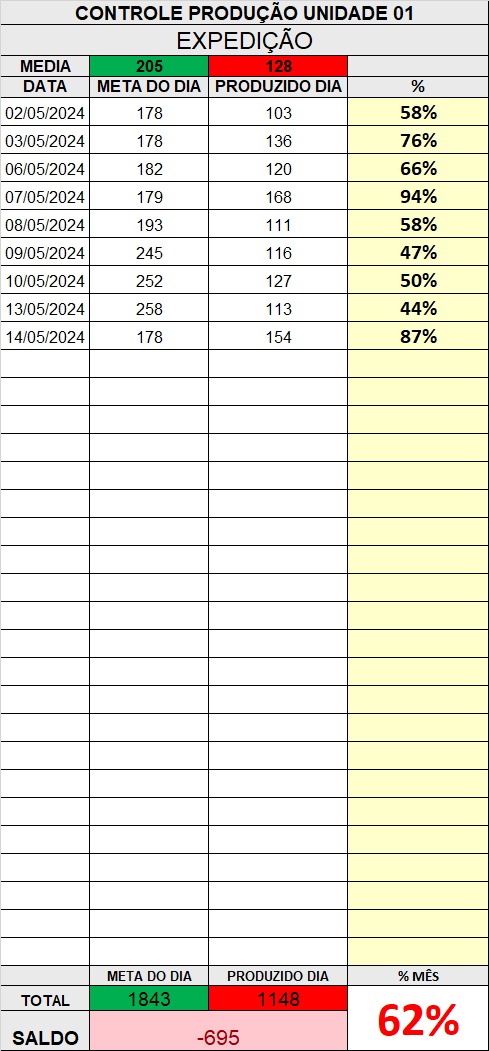 CONTROLE PRODUÇÃO UNIDADE 01
EXPEDIÇÃO
MEDIA 205 128
DATA META DO DIA PRODUZIDO DIA %
02/05/2024 178 103 58%
03/05/2024 178 136 76%
06/05/2024 182 120 66%
07/05/2024 179 168 94%
08/05/2024 193 111 58%
09/05/2024 245 116 47%
10/05/2024 252 127 50%
13/05/2024 258 113 44%
14/05/2024 178 154 87%
META DO DIA PRODUZIDO DIA % MÊS
TOTAL 1843 1148 62%
SALDO -695